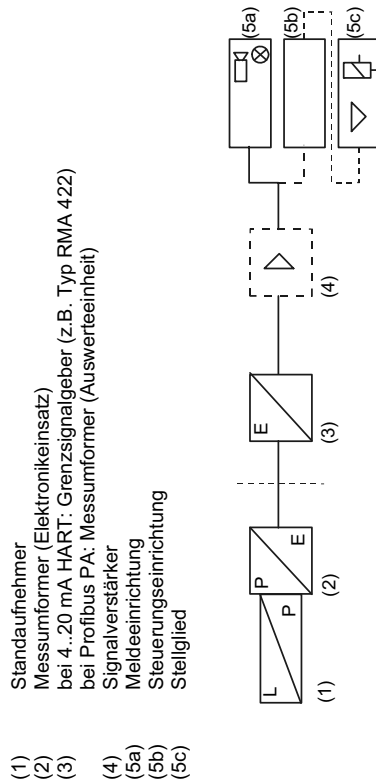 (1) Standaufnehmer
(2) Messumformer (Elektronikeinsatz)
(3) bei 4..20 mA HART: Grenzsignalgeber (z.B. Typ RMA 422)
bei Profibus PA: Messumformer (Auswerteeinheit)
(4) Signalverstärker
(5a) Meldeeinrichtung
(5b) Steuerungseinrichtung
(5c) Stellglied
L
P
(1)
P
E
(2)
E
(3)
(4)
(5a)
(5b)
(5c)